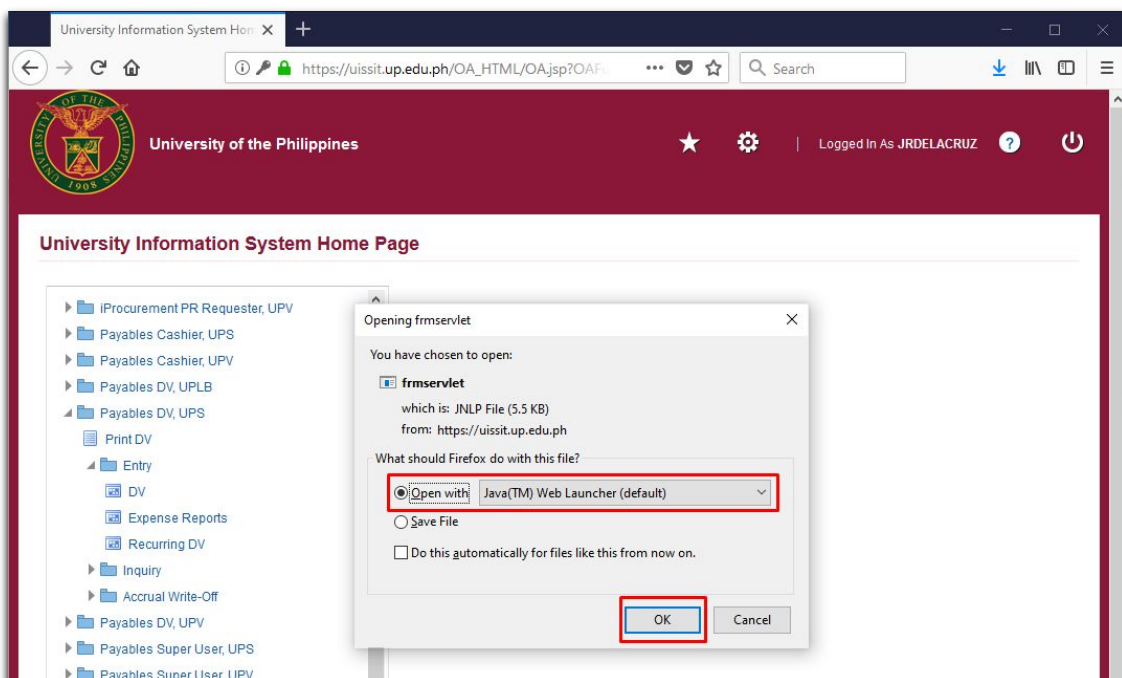 University Information System Hom
https://uissit.up.edu.ph/OA_HTML/OA.jsp?OAFu
Search
UNIVERSITY OF THE PHILIPPINES
1908
University of the Philippines
Logged In As JRDELACRUZ
University Information System Home Page
iProcurement PR Requester, UPV
Payables Cashier, UPS
Payables Cashier, UPV
Payables DV, UPLB
Payables DV, UPS
Print DV
Entry
DV
Expense Reports
Recurring DV
Inquiry
Accrual Write-Off
Payables DV, UPV
Payables Super User, UPS
Payables Super User, UPV
Opening frmservlet
You have chosen to open:
frmservlet
which is: JNLP File (5.5 KB)
from: https://uissit.up.edu.ph
What should Firefox do with this file?
Open with Java(TM) Web Launcher (default)
Save File
Do this automatically for files like this from now on.
OK Cancel